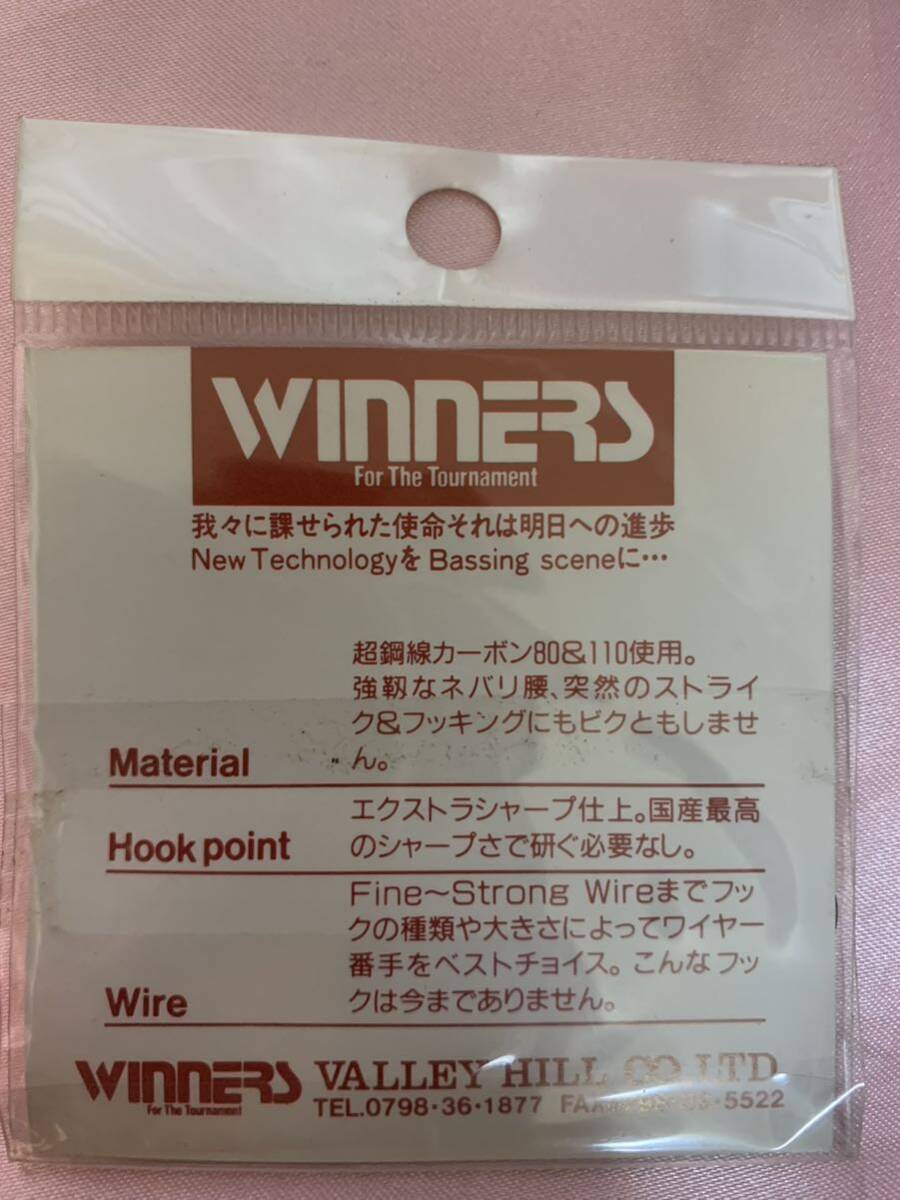 WINNERS
For The Tournament
我々に課せられた使命それは明日への進歩
New Technologyを Bassing sceneに・・・
超鋼線カーボン80&110使用。
強靱なネバリ腰、突然のストライ
ク&フッキングにもビクともしませ
Material ん。
エクストラシャープ仕上。国産最高
Hook point のシャープさで研ぐ必要なし。
Fine〜Strong Wireまでフッ
クの種類や大きさによってワイヤー
番手をベストチョイス。こんなフッ
Wire クは今までありません。
WINNERS VALLEY HILL CO.,LTD.
For The Tournament TEL.0798・36・1877 FAX 5522